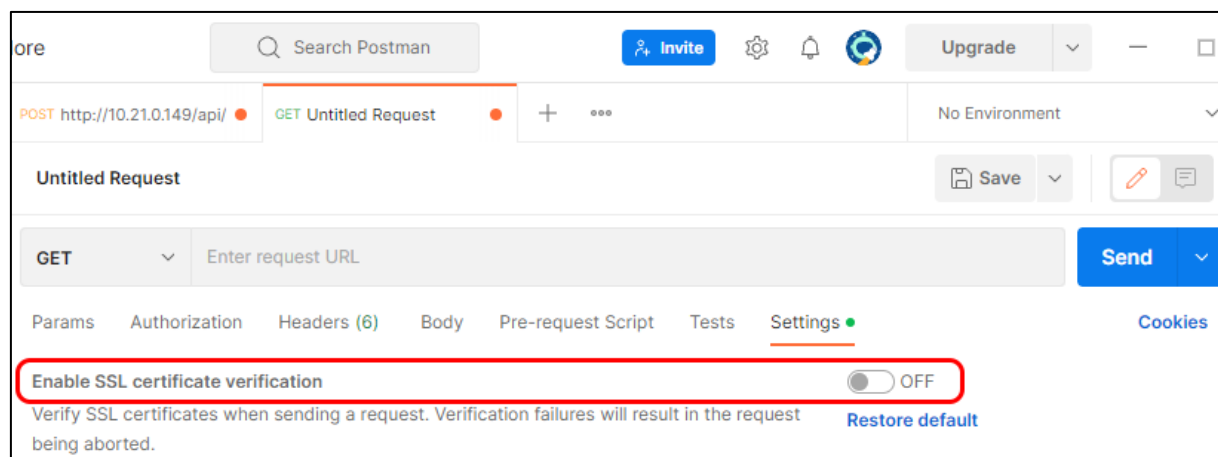 ore
Search Postman
Invite
Upgrade
POST http://10.21.0.149/api/
GET Untitled Request
No Environment
Untitled Request
Save
GET
Enter request URL
Send
Params Authorization Headers (6) Body Pre-request Script Tests Settings Cookies
Enable SSL certificate verification OFF
Verify SSL certificates when sending a request. Verification failures will result in the request
being aborted.
Restore default